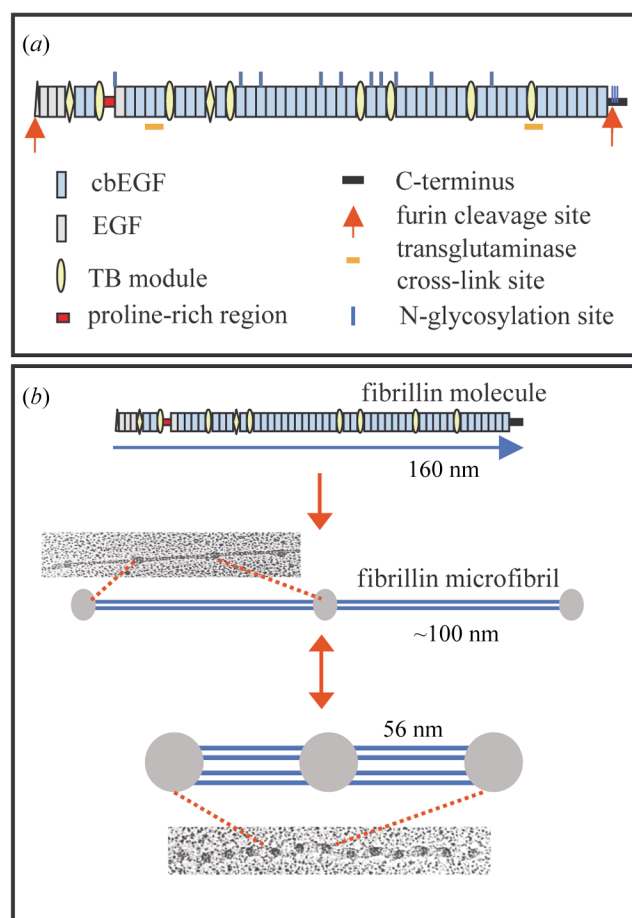 (a)
cbEGF
EGF
TB module
proline-rich region
C-terminus
furin cleavage site
transglutaminase
cross-link site
N-glycosylation site
(b)
fibrillin molecule
160 nm
fibrillin microfibril
~100 nm
56 nm